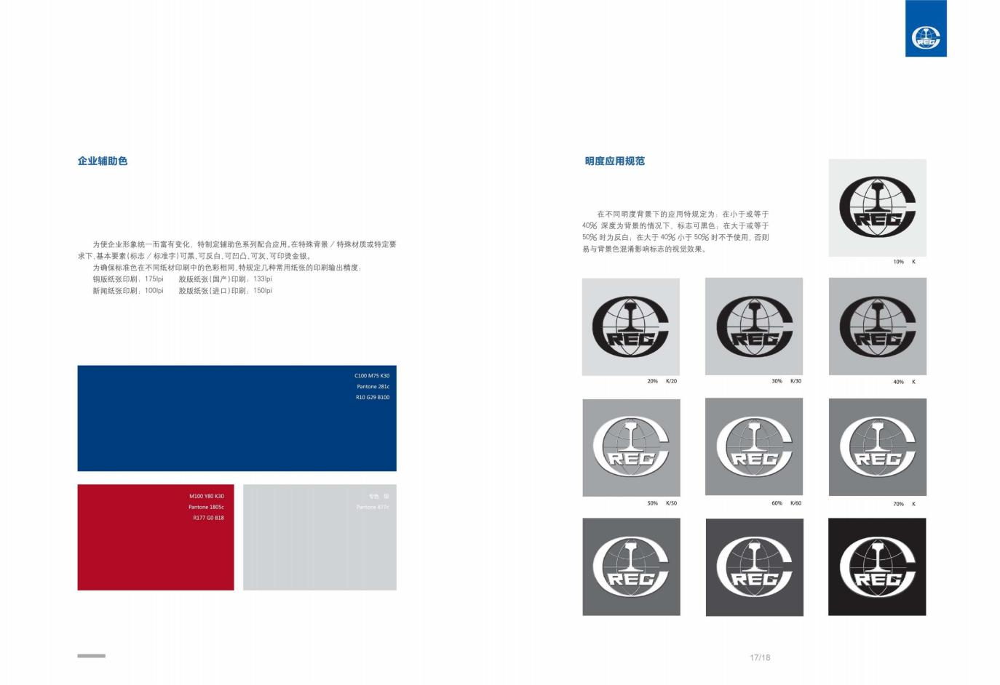 CREC
企业辅助色
为使企业形象统一而富有变化，特制定辅助色系列配合应用。在特殊背景/特殊材质或特定要
求下，基本要素(标志/标准字)可黑、可反白、可凹凸、可灰、可印烫金银。
为确保标准色在不同纸材印刷中的色彩相同，特规定几种常用纸张的印刷输出精度：
铜版纸张印刷：175lpi 胶版纸张(国产)印刷：133lpi
新闻纸张印刷：100lpi 胶版纸张(进口)印刷：150lpi
C100 M75 K30
Pantone 281c
R10 G29 B100
M100 Y80 K30
Pantone 1805c
R177 G0 B18
专色 银
Pantone 877c
明度应用规范
在不同明度背景下的应用特规定为：在小于或等于
40% 深度为背景的情况下，标志可黑色；在大于或等于
50% 时为反白；在大于 40% 小于 50% 时不予使用，否则
易与背景色混淆影响标志的视觉效果。
CREC
10% K
CREC
CREC
CREC
20% K/20
30% K/30
40% K
CREC
CREC
CREC
50% K/50
60% K/60
70% K
CREC
CREC
CREC
17/18